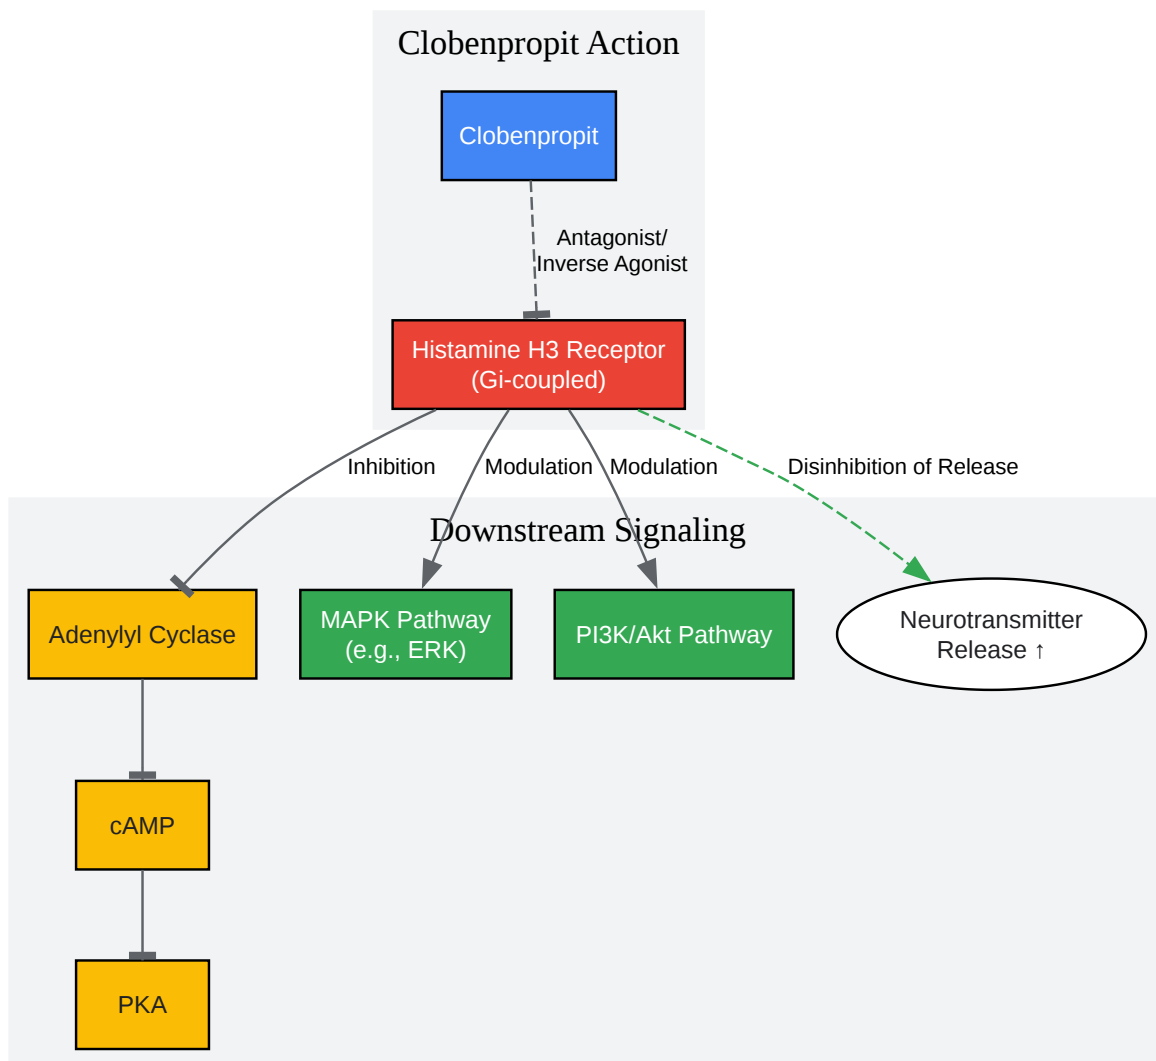 Clobenpropit Action
Clobenpropit
Antagonist/
Inverse Agonist
Histamine H3 Receptor
(Gi-coupled)
Inhibition
Modulation
Modulation
Disinhibition of Release
Downstream Signaling
Adenylyl Cyclase
MAPK Pathway
(e.g., ERK)
PI3K/Akt Pathway
Neurotransmitter
Release ↑
cAMP
PKA